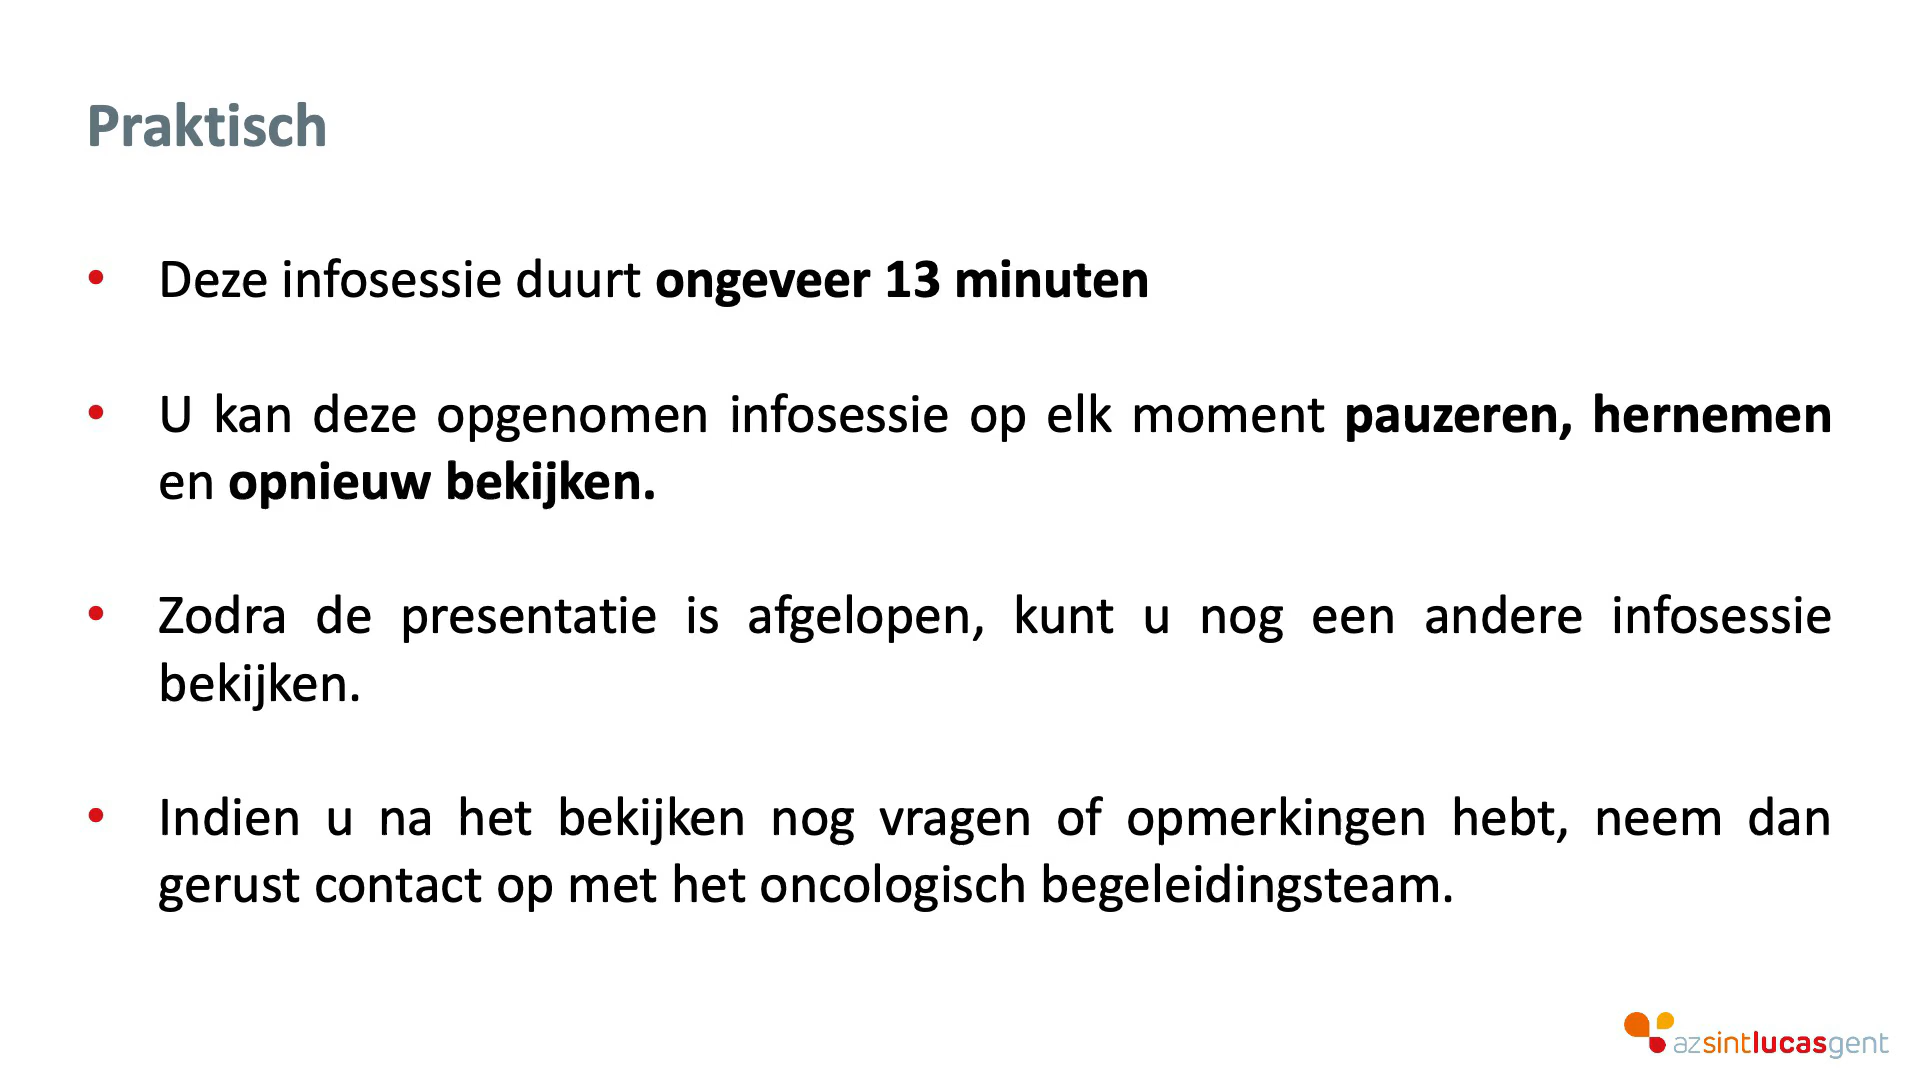 Praktisch
• Deze infosessie duurt ongeveer 13 minuten
• U kan deze opgenomen infosessie op elk moment pauzeren, hernemen
en opnieuw bekijken.
• Zodra de presentatie is afgelopen, kunt u nog een andere infosessie
bekijken.
• Indien u na het bekijken nog vragen of opmerkingen hebt, neem dan
gerust contact op met het oncologisch begeleidingsteam.
azsintlucasgent